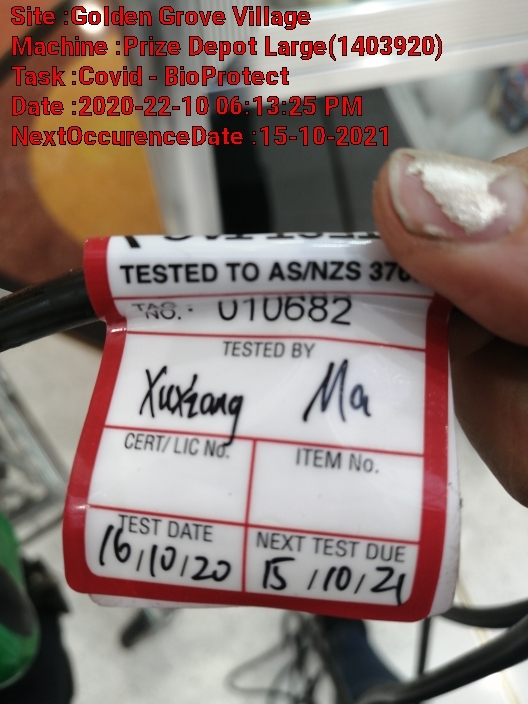 Site :Golden Grove Village
Machine :Prize Depot Large(1403920)
Task :Covid - BioProtect
Date :2020-22-10 06:13:25 PM
NextOccurenceDate :15-10-2021
TESTED TO AS/NZS 376
TAG NO. : 010682
TESTED BY
Xuxiang Ma
CERT/ LIC No. ITEM No.
TEST DATE NEXT TEST DUE
16/10/20 15/10/21